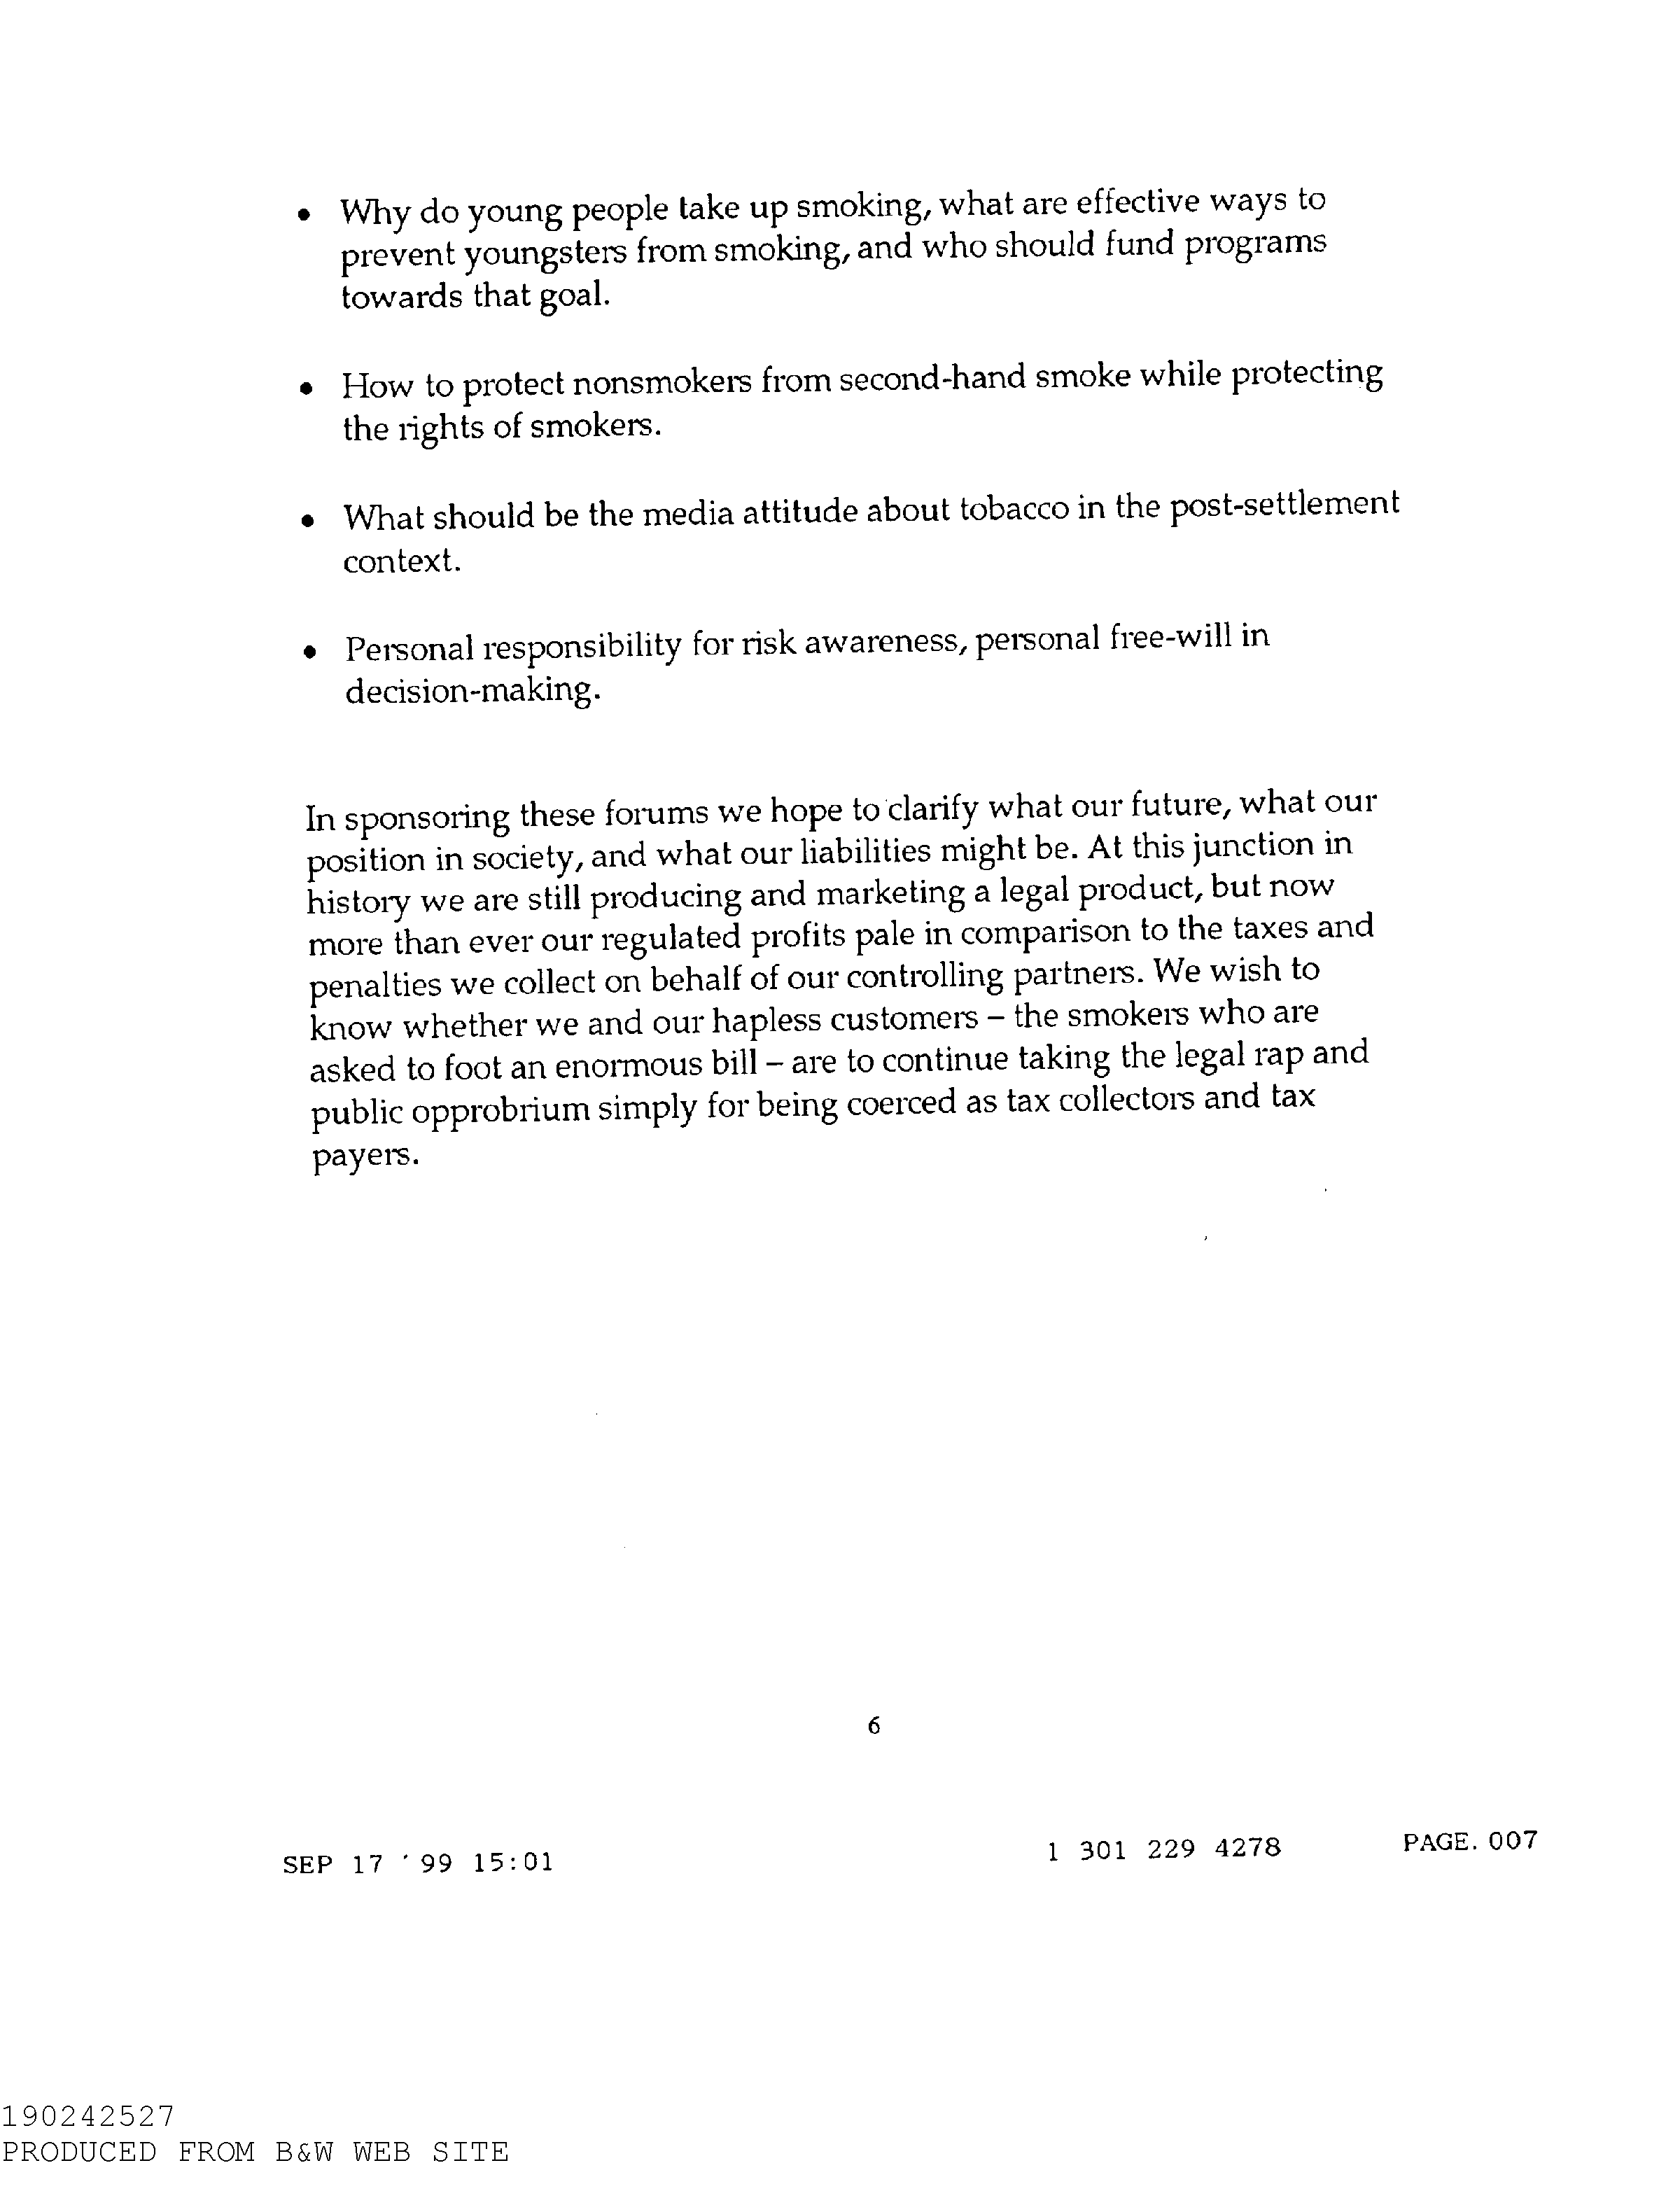 • Why do young people take up smoking, what are effective ways to
prevent youngsters from smoking, and who should fund programs
towards that goal.
• How to protect nonsmokers from second-hand smoke while protecting
the rights of smokers.
• What should be the media attitude about tobacco in the post-settlement
context.
• Personal responsibility for risk awareness, personal free-will in
decision-making.
In sponsoring these forums we hope to clarify what our future, what our
position in society, and what our liabilities might be. At this junction in
history we are still producing and marketing a legal product, but now
more than ever our regulated profits pale in comparison to the taxes and
penalties we collect on behalf of our controlling partners. We wish to
know whether we and our hapless customers – the smokers who are
asked to foot an enormous bill – are to continue taking the legal rap and
public opprobrium simply for being coerced as tax collectors and tax
payers.
6
SEP 17 '99 15:01 1 301 229 4278 PAGE.007
190242527
PRODUCED FROM B&W WEB SITE